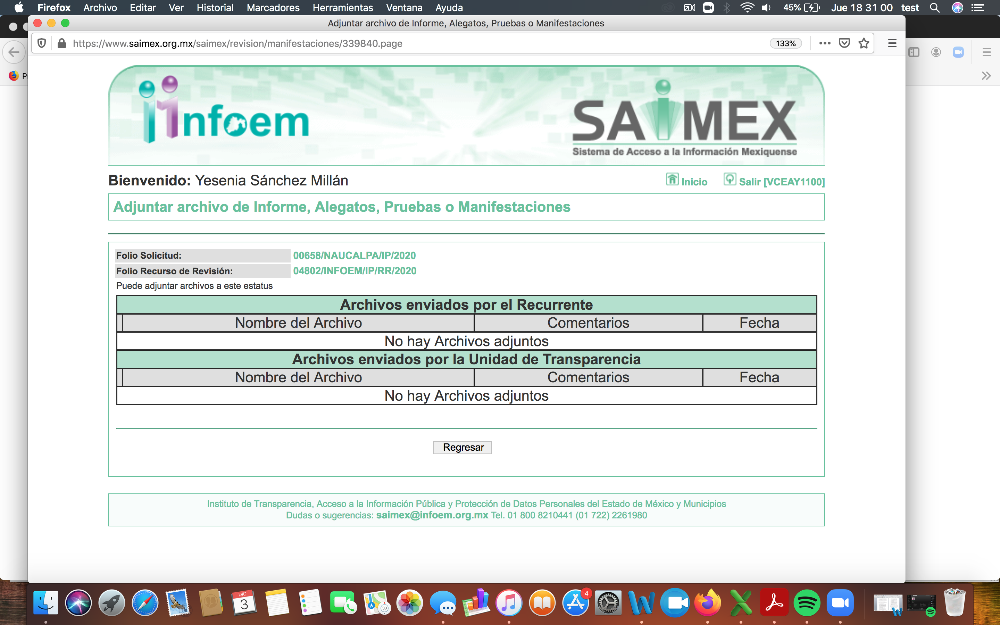 Firefox Archivo Editar Ver Historial Marcadores Herramientas Ventana Ayuda 45% Jue 18 31 00 test
Adjuntar archivo de Informe, Alegatos, Pruebas o Manifestaciones
https://www.saimex.org.mx/saimex/revision/manifestaciones/339840.page 133%
P
infoem
SAIMEX
Sistema de Acceso a la Información Mexiquense
Bienvenido: Yesenia Sánchez Millán Inicio Salir [VCEAY1100]
Adjuntar archivo de Informe, Alegatos, Pruebas o Manifestaciones
Folio Solicitud: 00658/NAUCALPA/IP/2020
Folio Recurso de Revisión: 04802/INFOEM/IP/RR/2020
Puede adjuntar archivos a este estatus
Archivos enviados por el Recurrente
Nombre del Archivo Comentarios Fecha
No hay Archivos adjuntos
Archivos enviados por la Unidad de Transparencia
Nombre del Archivo Comentarios Fecha
No hay Archivos adjuntos
Regresar
Instituto de Transparencia, Acceso a la Información Pública y Protección de Datos Personales del Estado de México y Municipios
Dudas o sugerencias: saimex@infoem.org.mx Tel. 01 800 8210441 (01 722) 2261980
DIC
3
3D
4